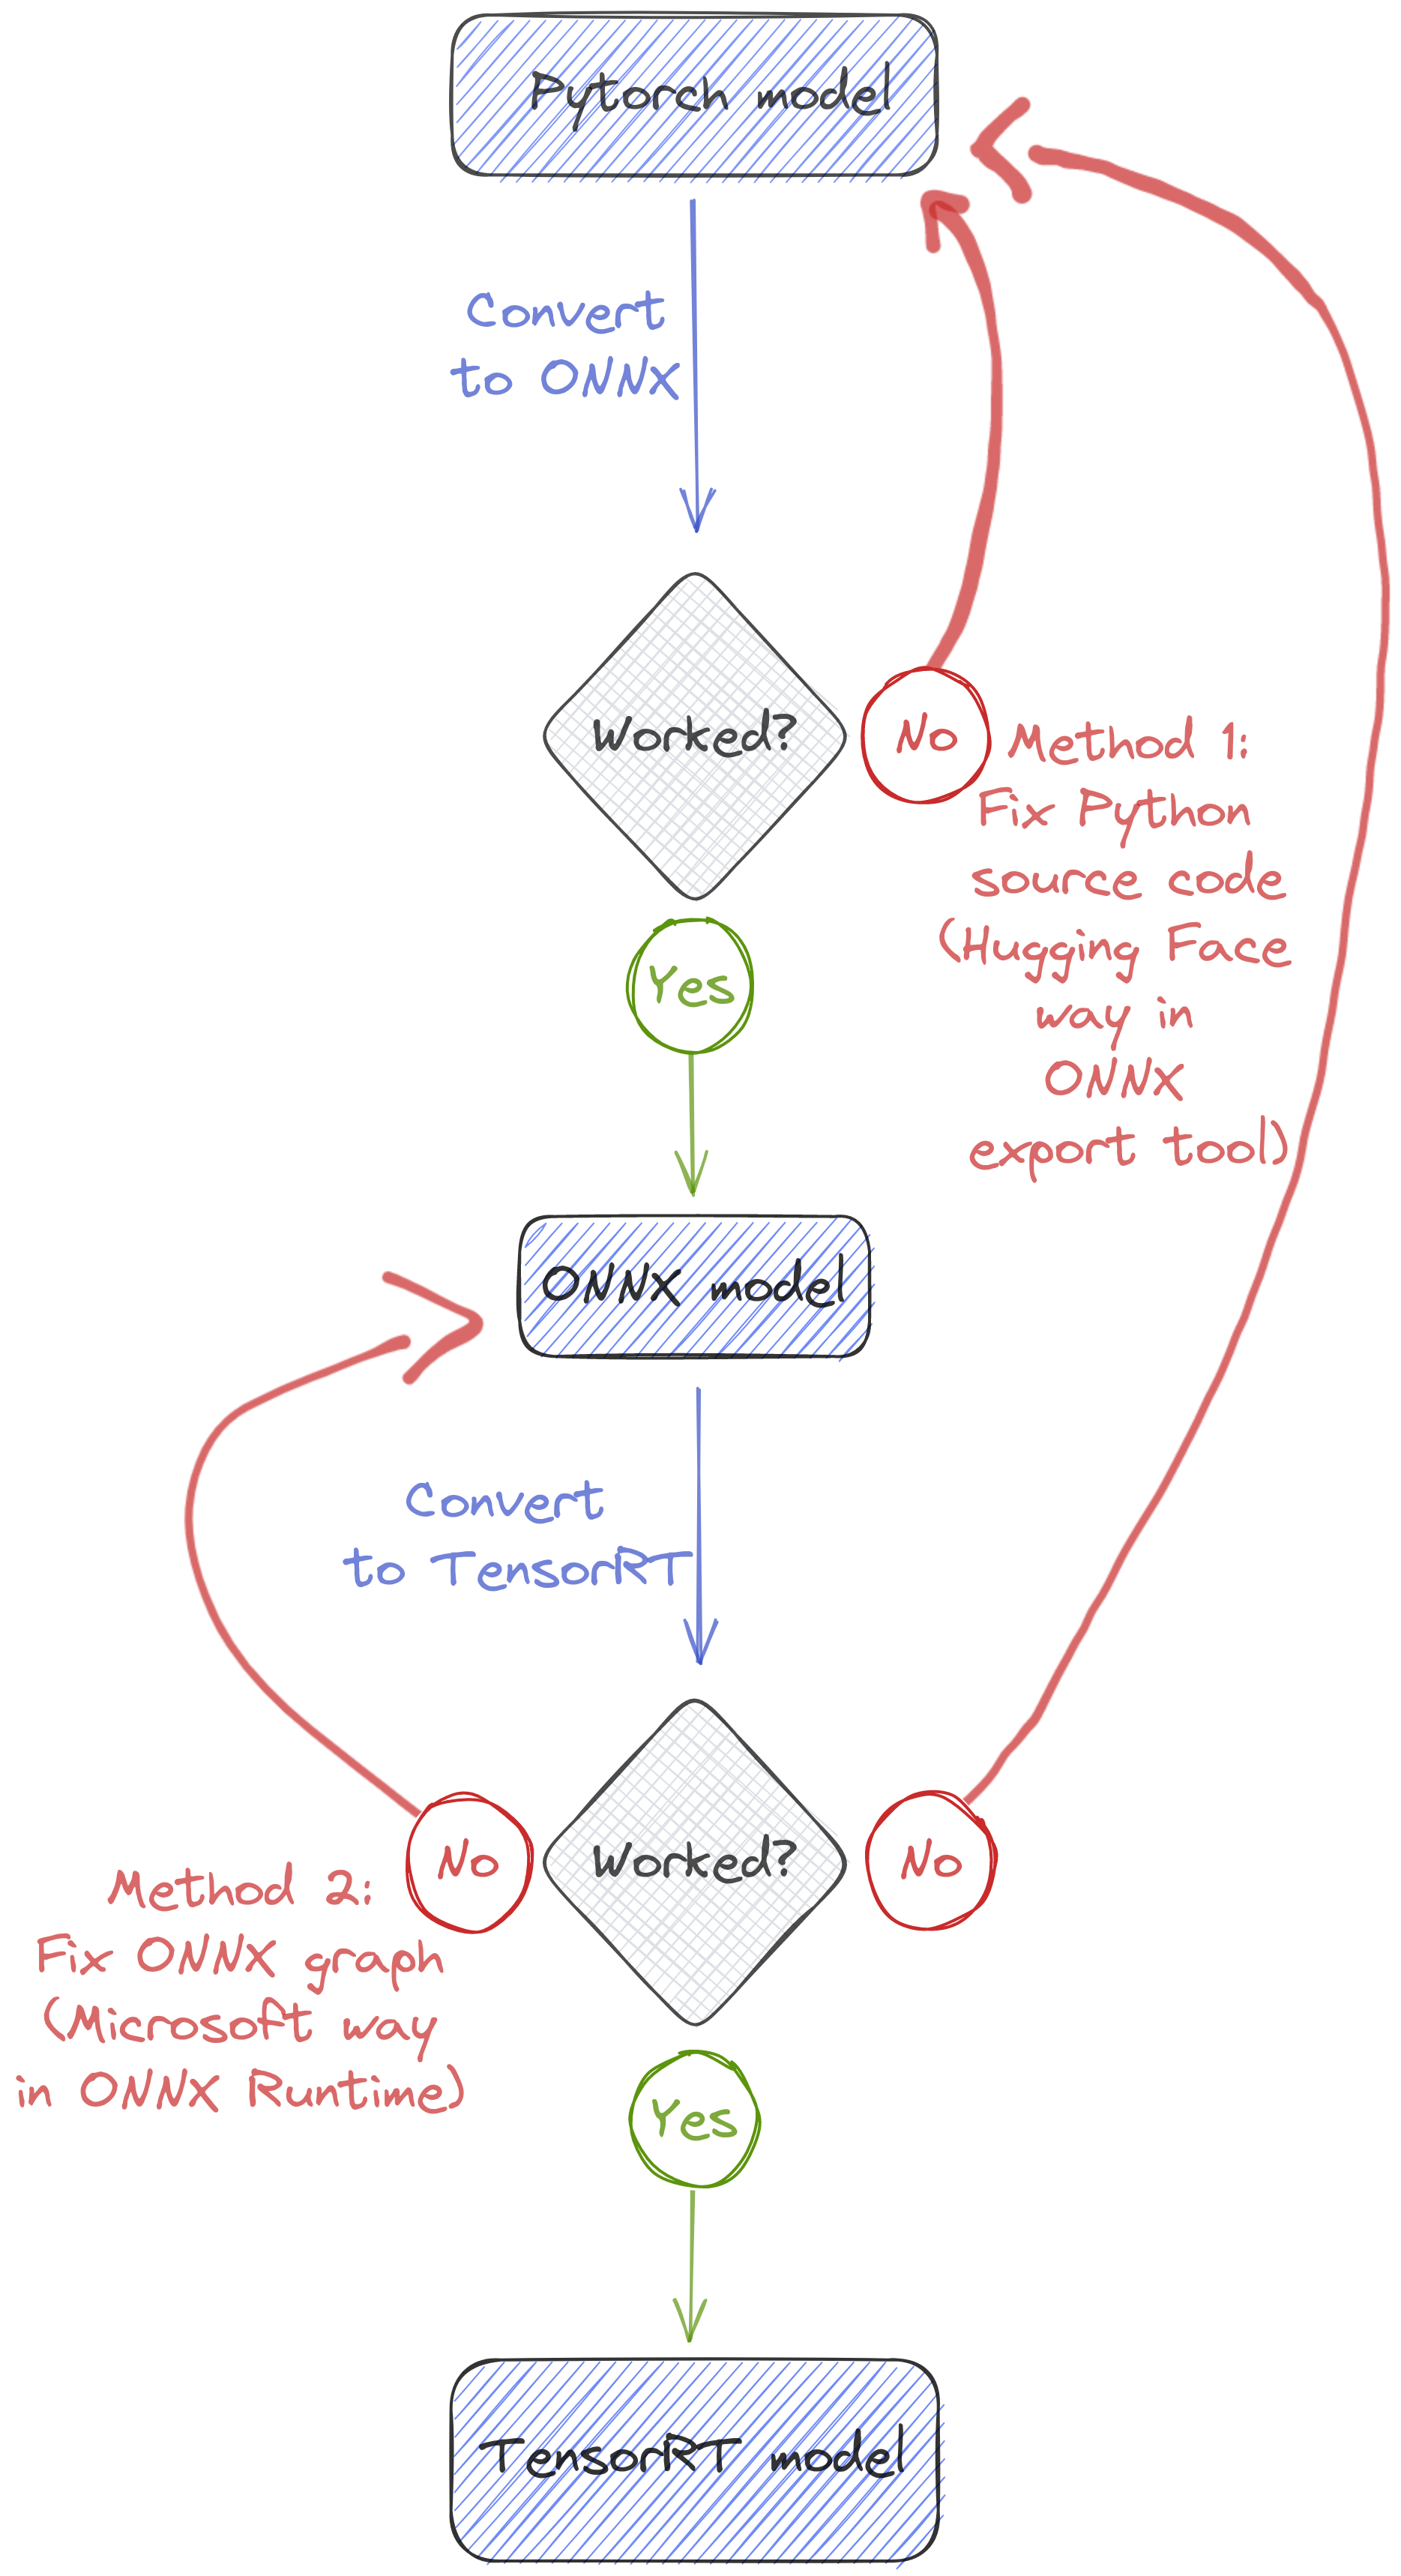 Pytorch model
Convert
to ONNX
Worked?
No
Method 1:
Fix Python
source code
(Hugging Face
way in
ONNX
export tool)
Yes
ONNX model
Convert
to TensorRT
No
Worked?
No
Method 2:
Fix ONNX graph
(Microsoft way
in ONNX Runtime)
Yes
TensorRT model